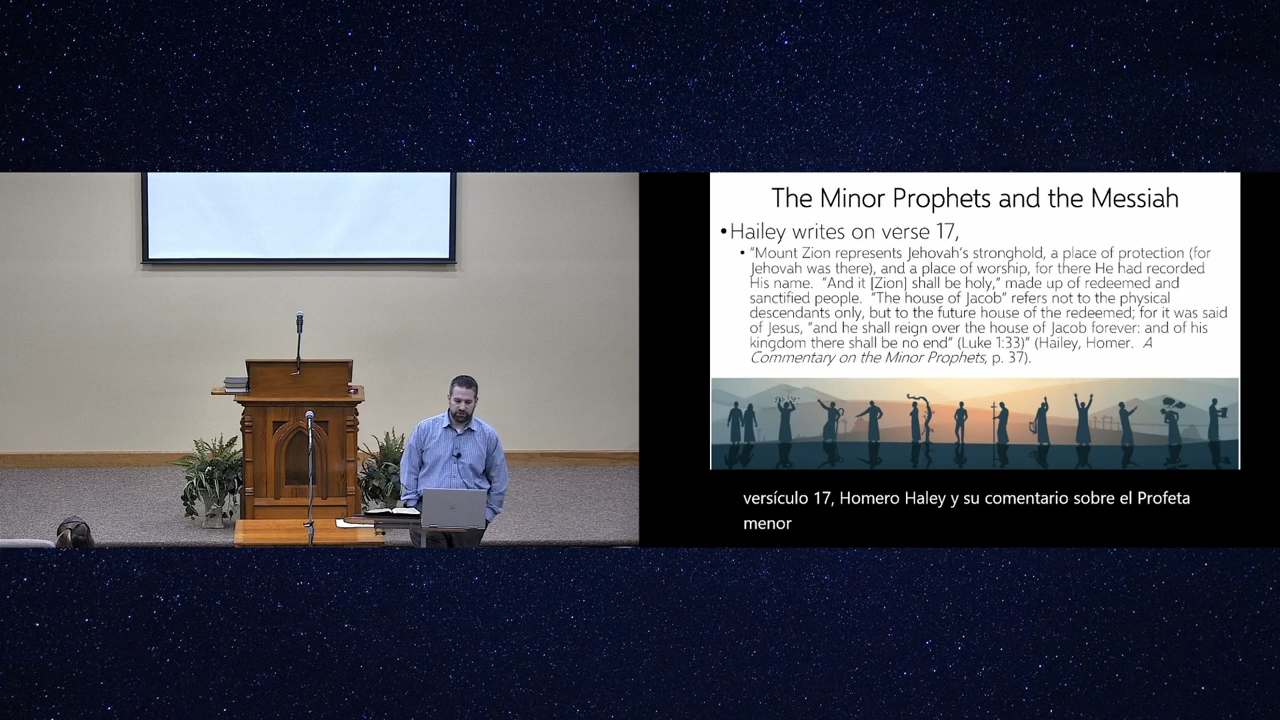 The Minor Prophets and the Messiah
•Hailey writes on verse 17,
• "Mount Zion represents Jehovah's stronghold, a place of protection (for
Jehovah was there), and a place of worship, for there He had recorded
His name. "And it [Zion] shall be holy," made up of redeemed and
sanctified people. "The house of Jacob" refers not to the physical
descendants only, but to the future house of the redeemed; for it was said
of Jesus, "and he shall reign over the house of Jacob forever: and of his
kingdom there shall be no end" (Luke 1:33)" (Hailey, Homer. A
Commentary on the Minor Prophets, p. 37).
versículo 17, Homero Haley y su comentario sobre el Profeta
menor